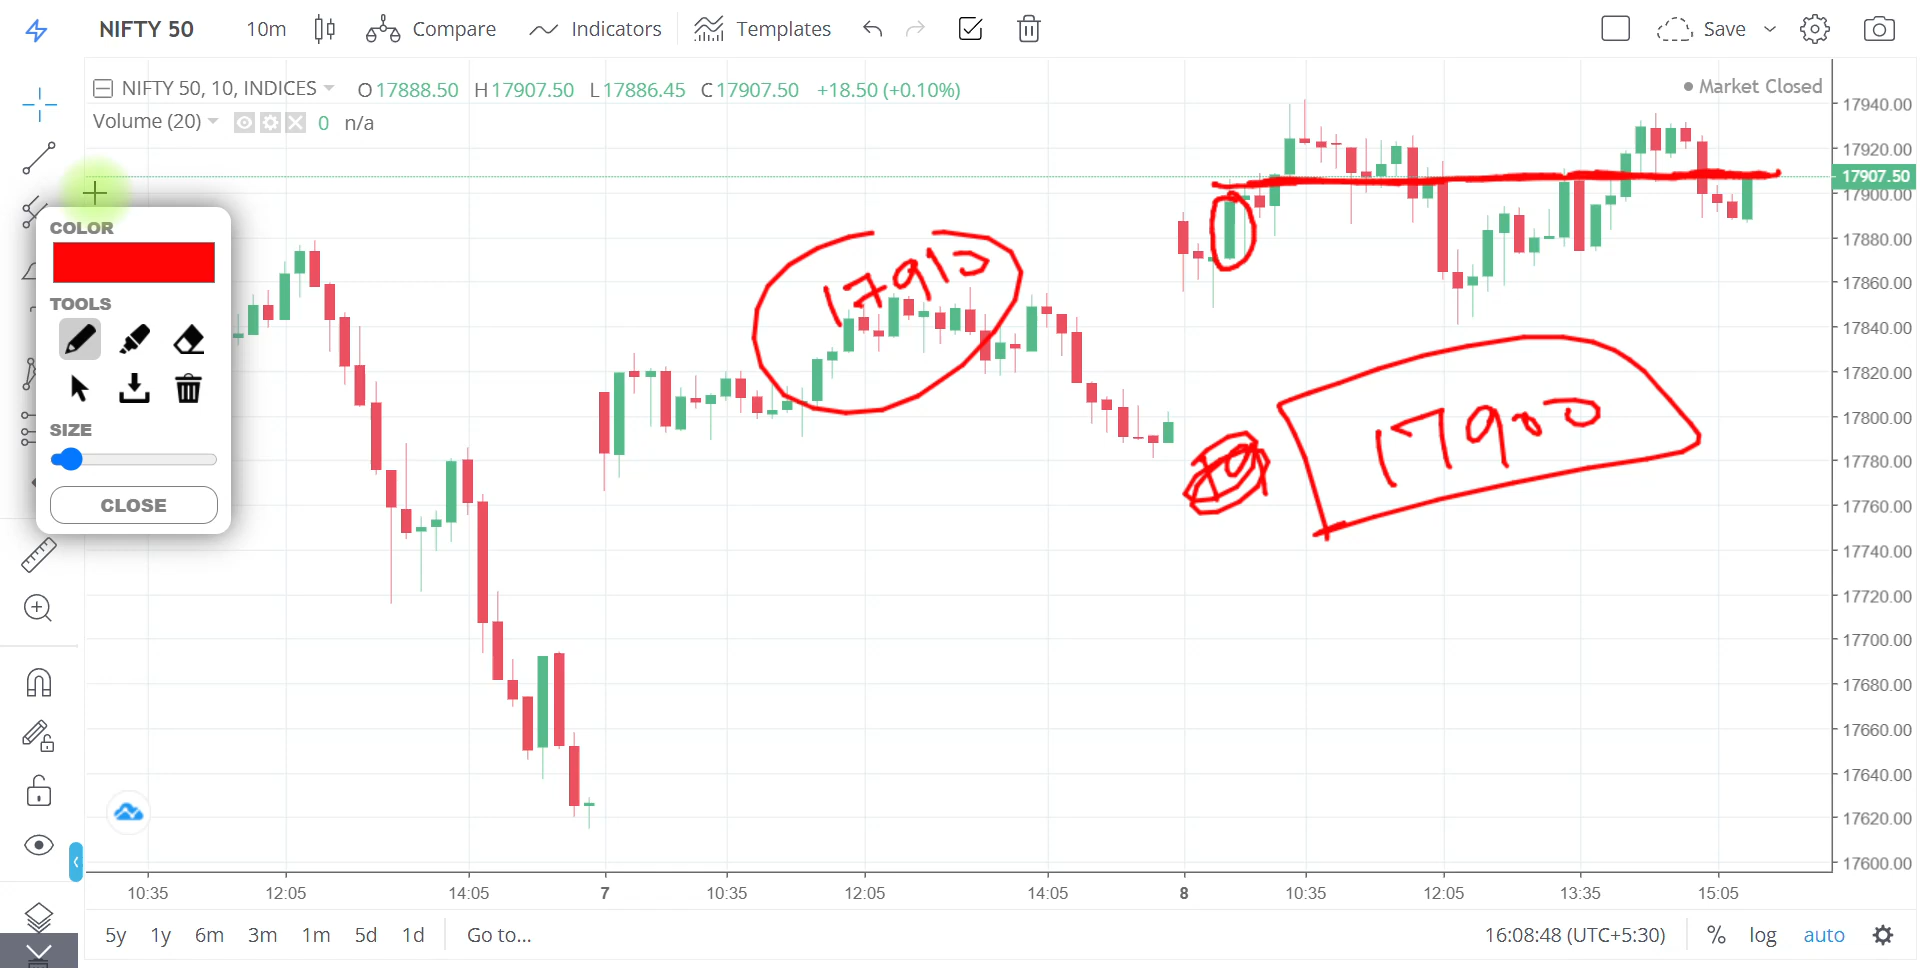 NIFTY 50 10m Compare Indicators Templates Save
NIFTY 50, 10, INDICES O17888.50 H17907.50 L17886.45 C17907.50 +18.50 (+0.10%)
Market Closed
Volume (20) 0 n/a
COLOR
TOOLS
SIZE
CLOSE
17910
17900
17940.00
17920.00
17907.50
17900.00
17880.00
17860.00
17840.00
17820.00
17800.00
17780.00
17760.00
17740.00
17720.00
17700.00
17680.00
17660.00
17640.00
17620.00
17600.00
10:35 12:05 14:05 7 10:35 12:05 14:05 8 10:35 12:05 13:35 15:05
5y 1y 6m 3m 1m 5d 1d Go to... 16:08:48 (UTC+5:30) % log auto